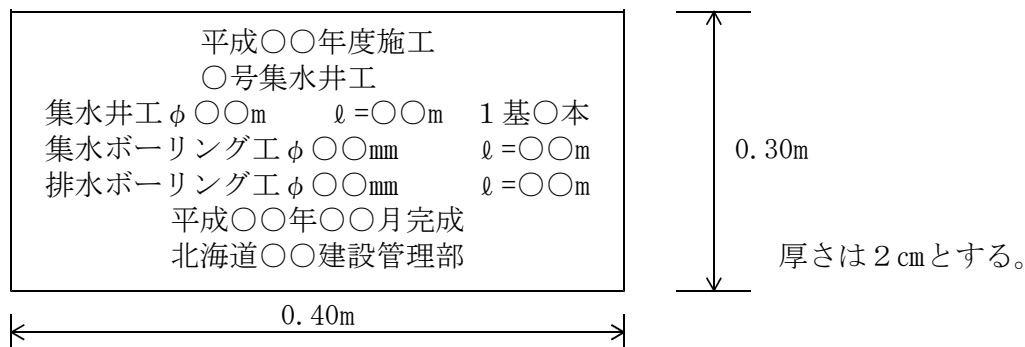 平成○○年度施工
○号集水井工
集水井工φ○○m ℓ=○○m 1基○本
集水ボーリング工φ○○㎜ ℓ=○○m
排水ボーリング工φ○○㎜ ℓ=○○m
平成○○年○○月完成
北海道○○建設管理部
0.30m
厚さは2㎝とする。
0.40m